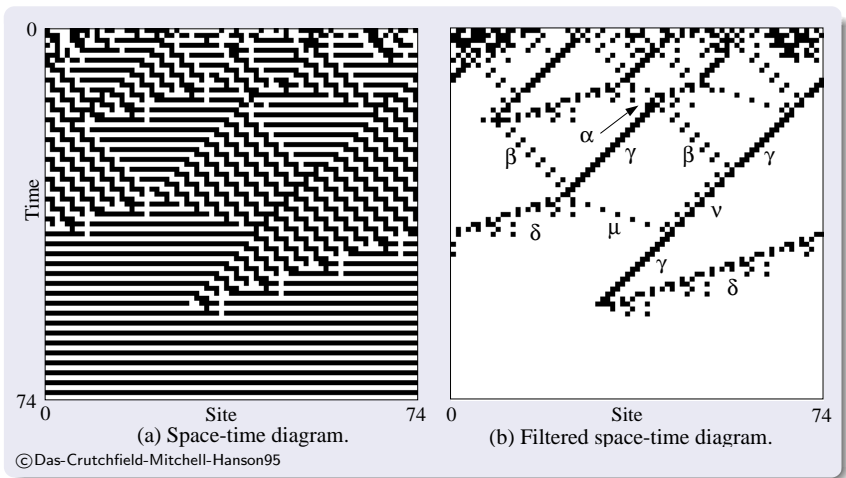 0
Time
74
0
Site
74
(a) Space-time diagram.
α
β
γ
β
γ
ν
δ
μ
γ
δ
0
Site
74
(b) Filtered space-time diagram.
©Das-Crutchfield-Mitchell-Hanson95